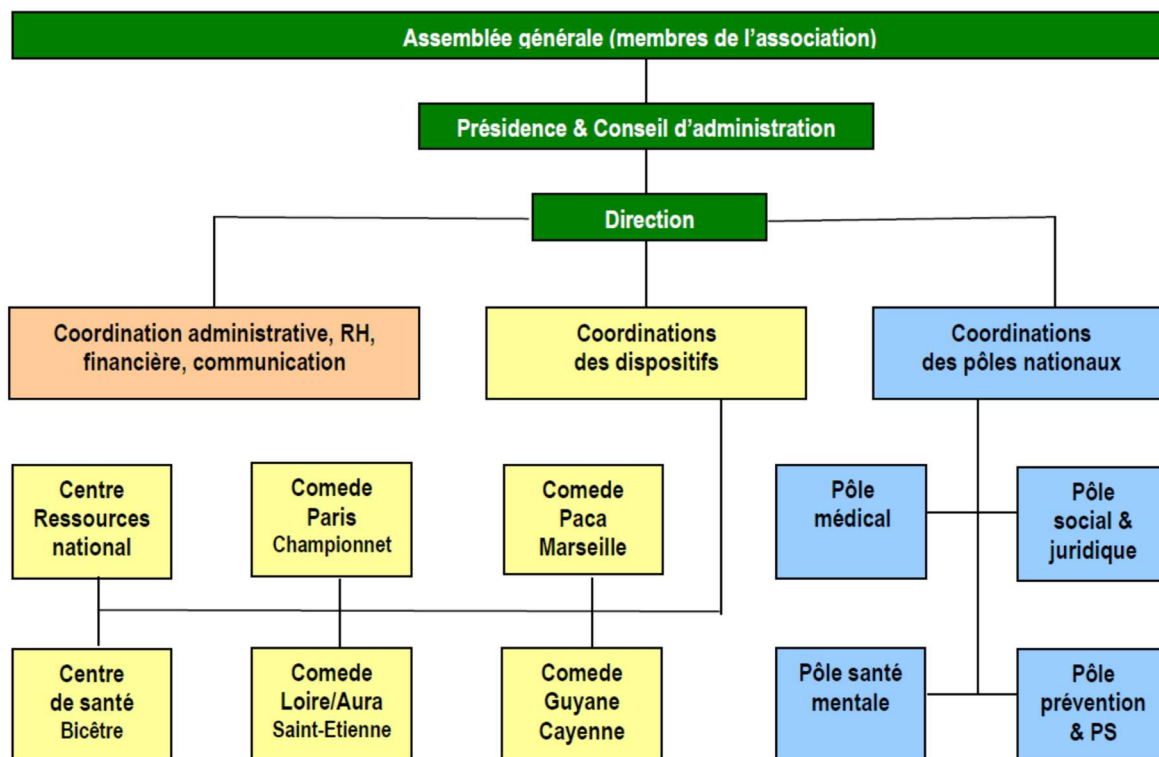 Assemblée générale (membres de l'association)
Présidence & Conseil d'administration
Direction
Coordination administrative, RH,
financière, communication
Coordinations
des dispositifs
Coordinations
des pôles nationaux
Centre
Ressources
national
Comede
Paris
Championnet
Comede
Paca
Marseille
Pôle
médical
Pôle
social &
juridique
Centre
de santé
Bicêtre
Comede
Loire/Aura
Saint-Etienne
Comede
Guyane
Cayenne
Pôle santé
mentale
Pôle
prévention
& PS